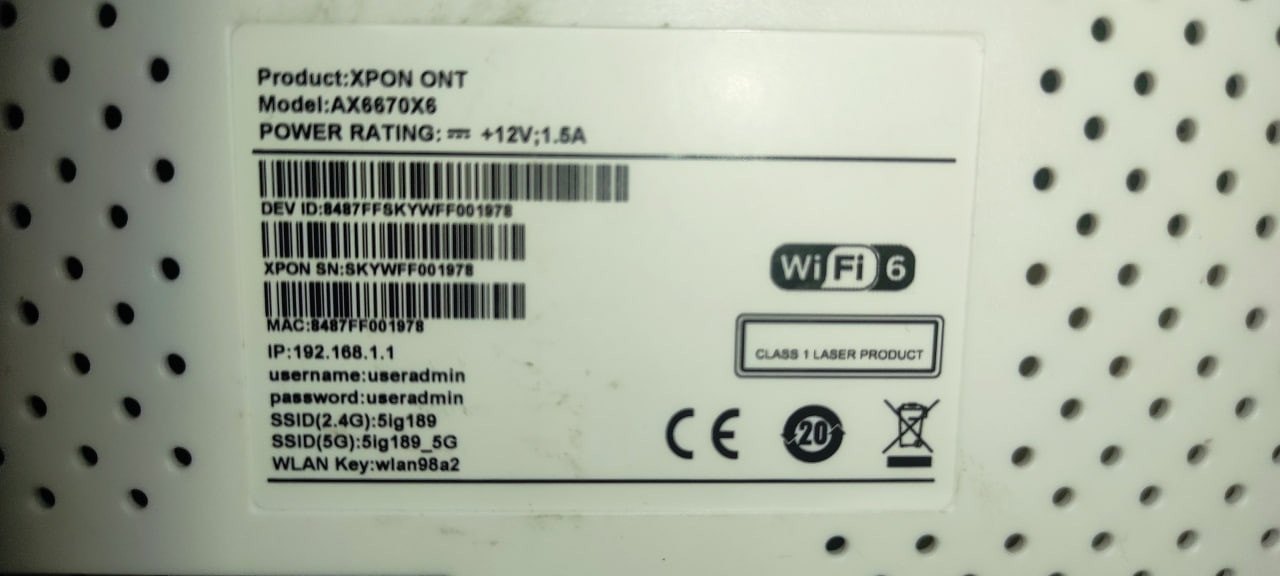 Product:XPON ONT
Model:AX6670X6
POWER RATING: ⎓ +12V;1.5A
DEV ID:8487FFSKYWFF001978
XPON SN:SKYWFF001978
MAC:8487FF001978
IP:192.168.1.1
username:useradmin
password:useradmin
SSID(2.4G):5ig189
SSID(5G):5ig189_5G
WLAN Key:wlan98a2
WiFi 6
CLASS 1 LASER PRODUCT
CE
20